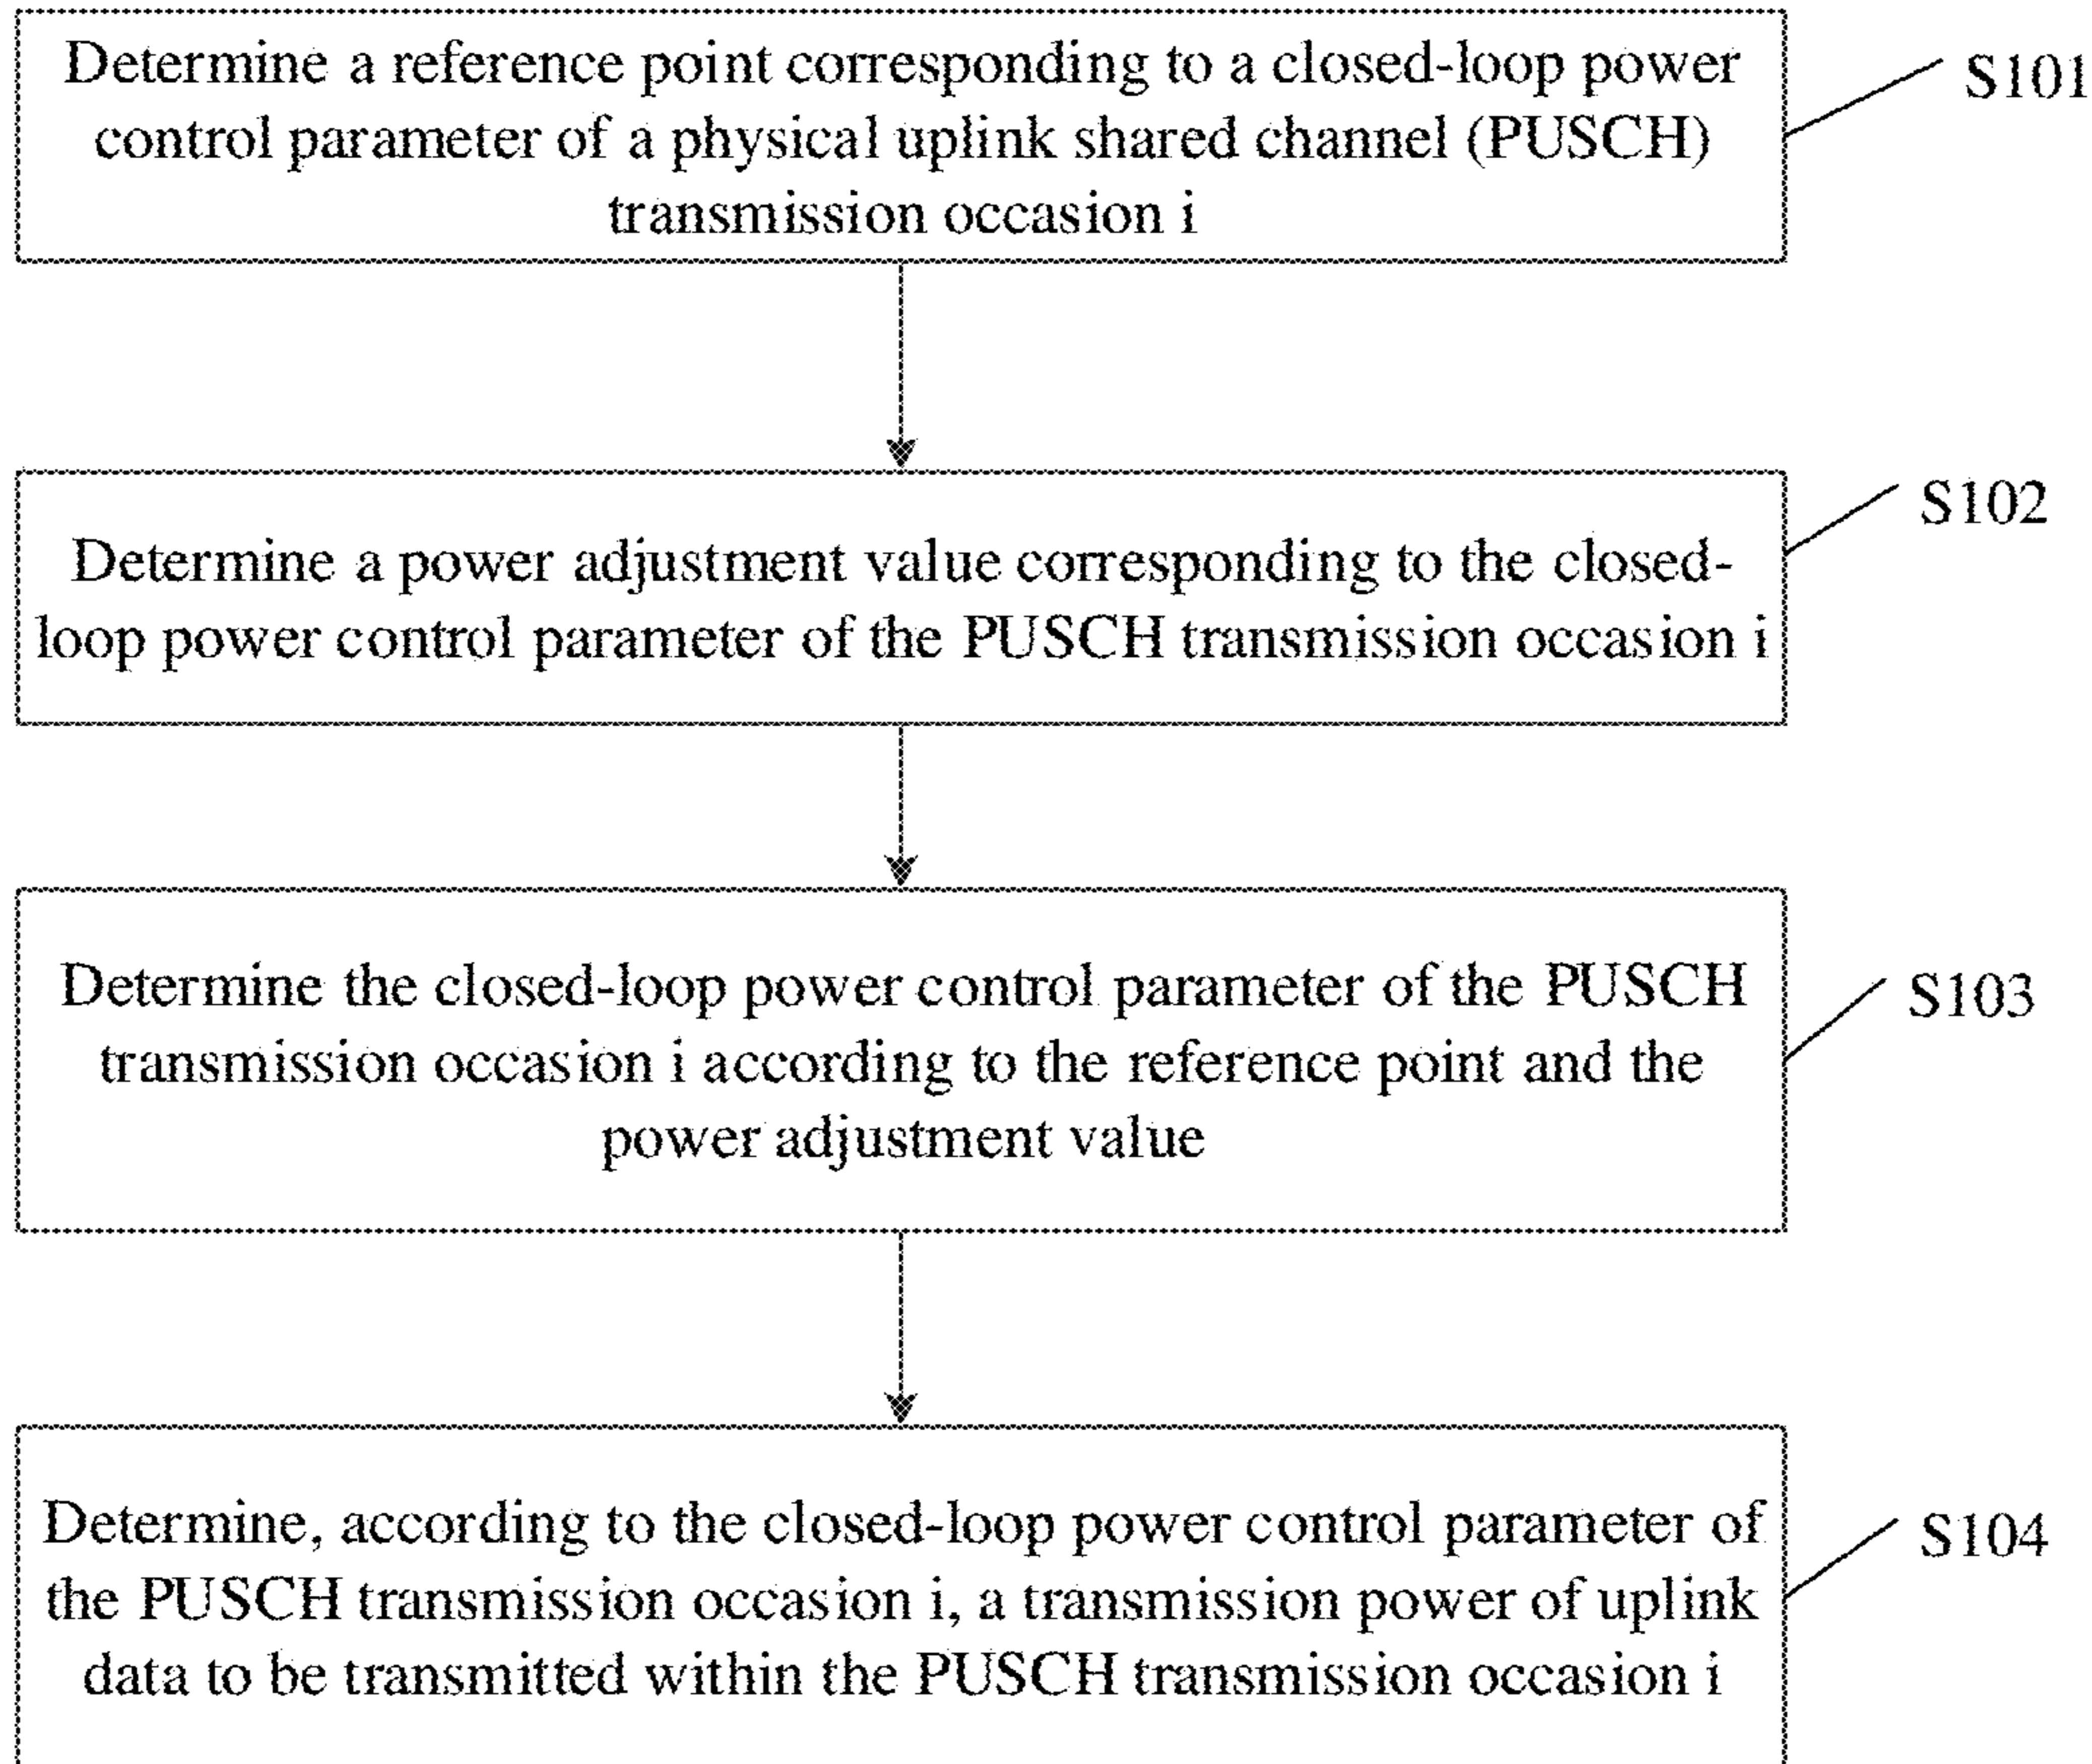 Determine a reference point corresponding to a closed-loop power
control parameter of a physical uplink shared channel (PUSCH)
transmission occasion i
S101
Determine a power adjustment value corresponding to the closed-
loop power control parameter of the PUSCH transmission occasion i
S102
Determine the closed-loop power control parameter of the PUSCH
transmission occasion i according to the reference point and the
power adjustment value
S103
Determine, according to the closed-loop power control parameter of
the PUSCH transmission occasion i, a transmission power of uplink
data to be transmitted within the PUSCH transmission occasion i
S104